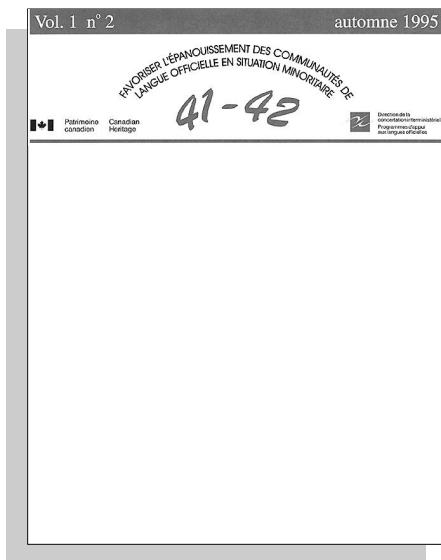 Vol. 1 n° 2 automne 1995
FAVORISER L'ÉPANOUISSEMENT DES COMMUNAUTÉS DE
LANGUE OFFICIELLE EN SITUATION MINORITAIRE
41-42
Patrimoine canadien
Canadian Heritage
Direction de la
concertation interministérielle
Programmes d'appui
aux langues officielles